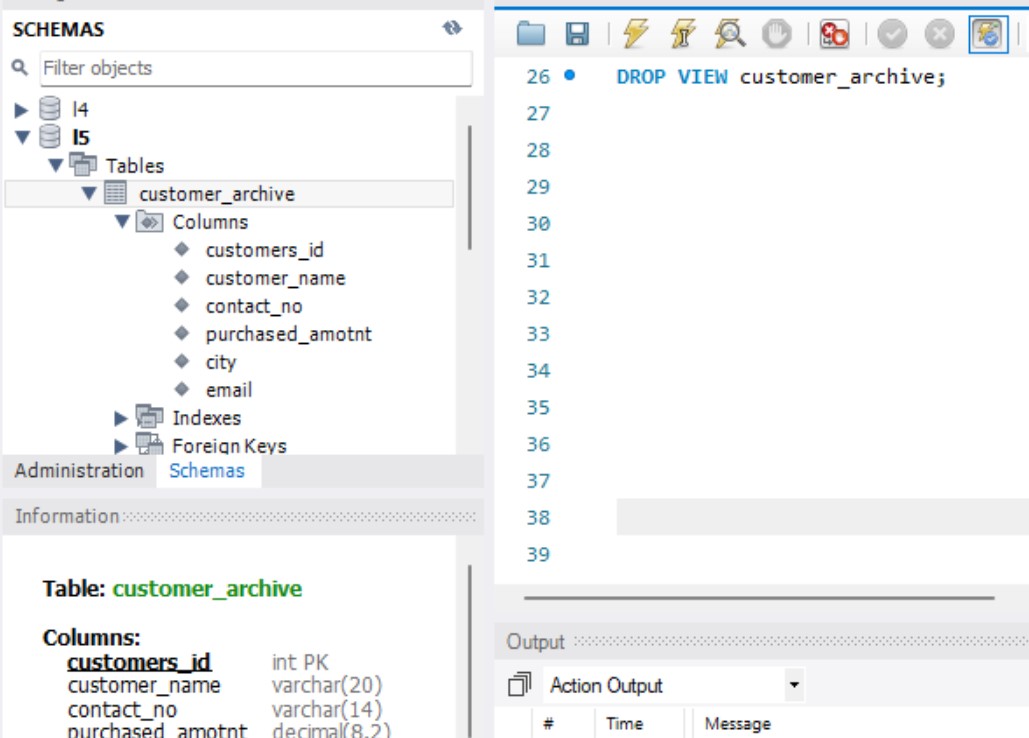 SCHEMAS
Filter objects
l4
l5
Tables
customer_archive
Columns
customers_id
customer_name
contact_no
purchased_amotnt
city
email
Indexes
Foreign Keys
Administration Schemas
Information
Table: customer_archive
Columns:
customers_id int PK
customer_name varchar(20)
contact_no varchar(14)
purchased_amotnt decimal(8,2)
26 DROP VIEW customer_archive;
27
28
29
30
31
32
33
34
35
36
37
38
39
Output
Action Output
# Time Message